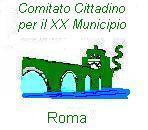 Comitato Cittadino
per il XX Municipio
Roma